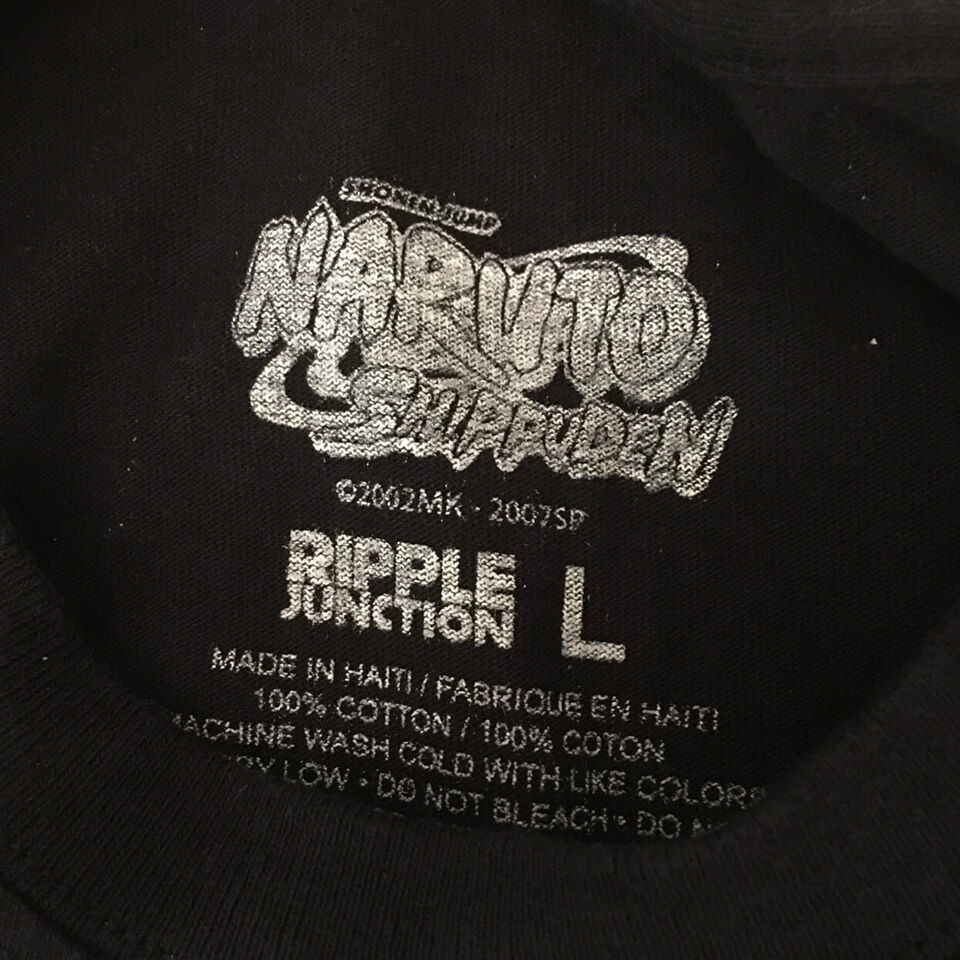 SHONEN JUMP
NARUTO
SHIPPUDEN
©2002MK · 2007SP
RIPPLE
JUNCTION L
MADE IN HAITI / FABRIQUE EN HAITI
100% COTTON / 100% COTON
MACHINE WASH COLD WITH LIKE COLORS
LOW • DO NOT BLEACH • DO